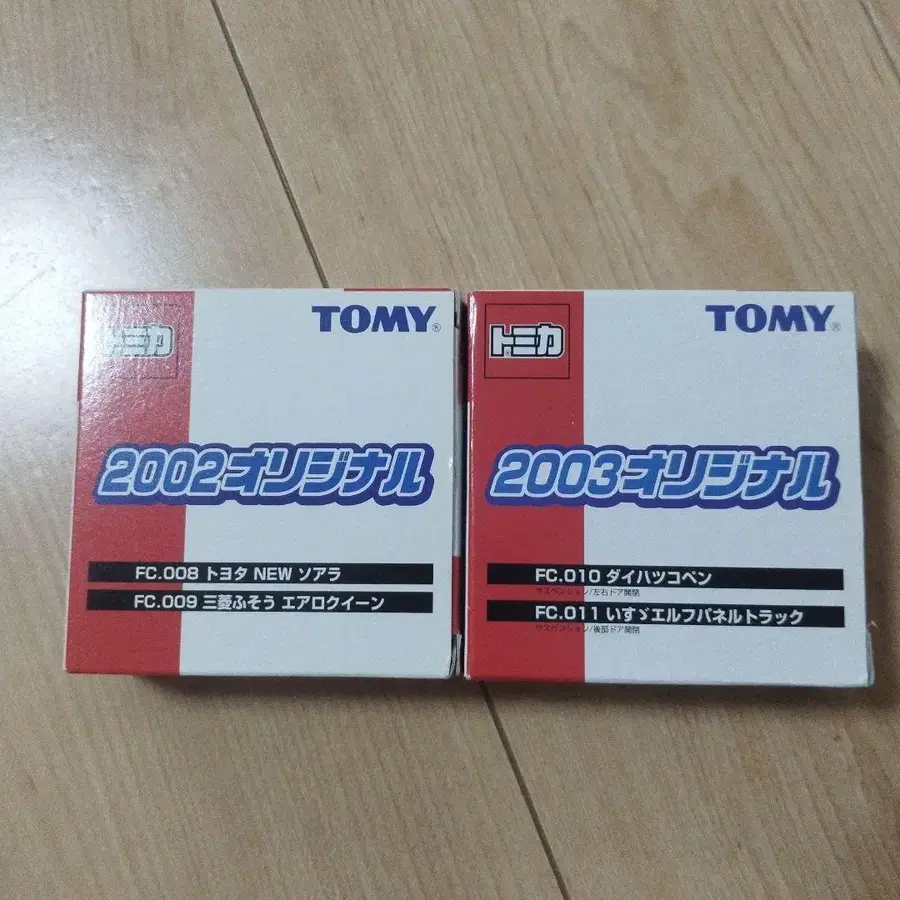 トミカ
TOMY®
2002オリジナル
FC.008 トヨタ NEW ソアラ
FC.009 三菱ふそう エアロクイーン
トミカ
TOMY®
2003オリジナル
FC.010 ダイハツコペン
サスペンション/左右ドア開閉
FC.011 いすゞエルフパネルトラック
サスペンション/後部ドア開閉